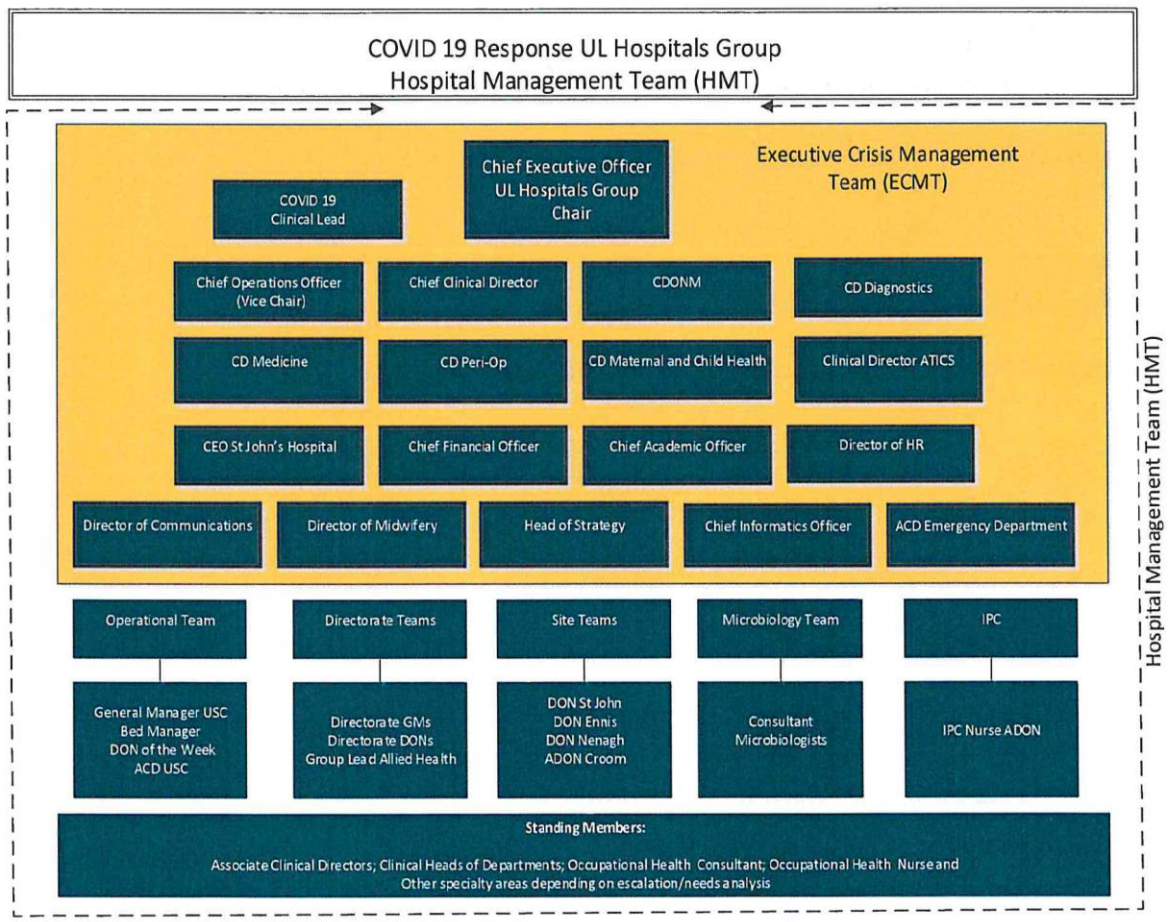 COVID 19 Response UL Hospitals Group
Hospital Management Team (HMT)
Executive Crisis Management
Team (ECMT)
Chief Executive Officer
UL Hospitals Group
Chair
COVID 19
Clinical Lead
Chief Operations Officer
(Vice Chair)
Chief Clinical Director
CDONM
CD Diagnostics
CD Medicine
CD Peri-Op
CD Maternal and Child Health
Clinical Director ATICS
CEO St John's Hospital
Chief Financial Officer
Chief Academic Officer
Director of HR
Director of Communications
Director of Midwifery
Head of Strategy
Chief Informatics Officer
ACD Emergency Department
Hospital Management Team (HMT)
Operational Team
Directorate Teams
Site Teams
Microbiology Team
IPC
General Manager USC
Bed Manager
DON of the Week
ACD USC
Directorate GMs
Directorate DONs
Group Lead Allied Health
DON St John
DON Ennis
DON Nenagh
ADON Croom
Consultant
Microbiologists
IPC Nurse ADON
Standing Members:
Associate Clinical Directors; Clinical Heads of Departments; Occupational Health Consultant; Occupational Health Nurse and
Other specialty areas depending on escalation/needs analysis